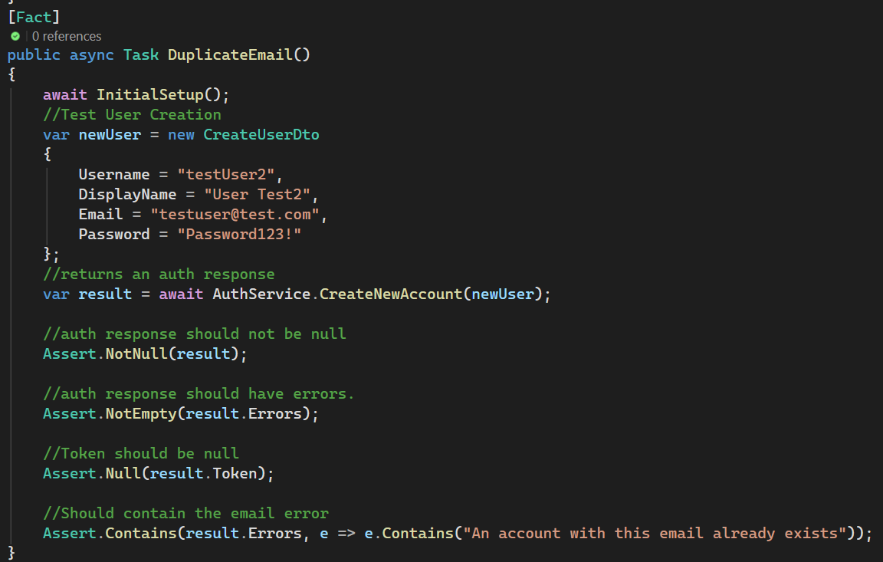 }
[Fact]
0 references
public async Task DuplicateEmail()
{
await InitialSetup();
//Test User Creation
var newUser = new CreateUserDto
{
Username = "testUser2",
DisplayName = "User Test2",
Email = "testuser@test.com",
Password = "Password123!"
};
//returns an auth response
var result = await AuthService.CreateNewAccount(newUser);
//auth response should not be null
Assert.NotNull(result);
//auth response should have errors.
Assert.NotEmpty(result.Errors);
//Token should be null
Assert.Null(result.Token);
//Should contain the email error
Assert.Contains(result.Errors, e => e.Contains("An account with this email already exists"));
}